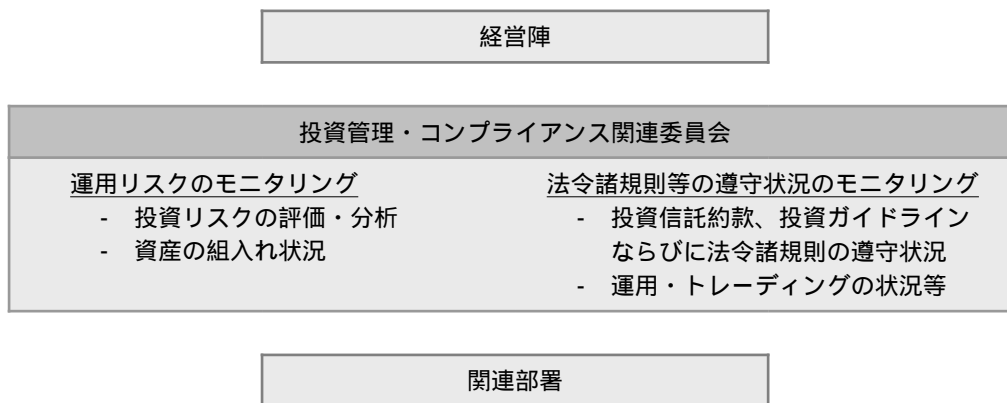 経営陣
投資管理・コンプライアンス関連委員会
運用リスクのモニタリング
- 投資リスクの評価・分析
- 資産の組入れ状況
法令諸規則等の遵守状況のモニタリング
- 投資信託約款、投資ガイドライン
ならびに法令諸規則の遵守状況
- 運用・トレーディングの状況等
関連部署